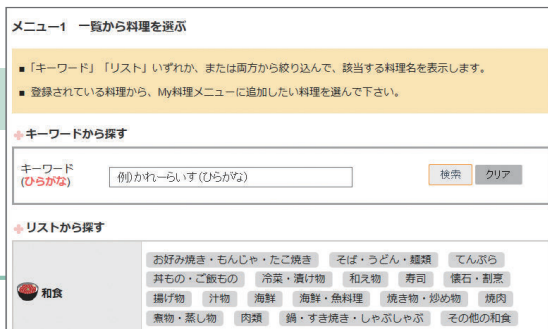 メニュー1 一覧から料理を選ぶ
■「キーワード」「リスト」いずれか、または両方から絞り込んで、該当する料理名を表示します。
■ 登録されている料理から、My料理メニューに追加したい料理を選んで下さい。
キーワードから探す
キーワード
(ひらがな) 例)かれーらいす(ひらがな) 検索 クリア
リストから探す
お好み焼き・もんじゃ・たこ焼き そば・うどん・麺類 てんぷら
丼もの・ご飯もの 冷菜・漬け物 和え物 寿司 懐石・割烹
和食 揚げ物 汁物 海鮮 海鮮・魚料理 焼き物・炒め物 焼肉
煮物・蒸し物 肉類 鍋・すき焼き・しゃぶしゃぶ その他の和食